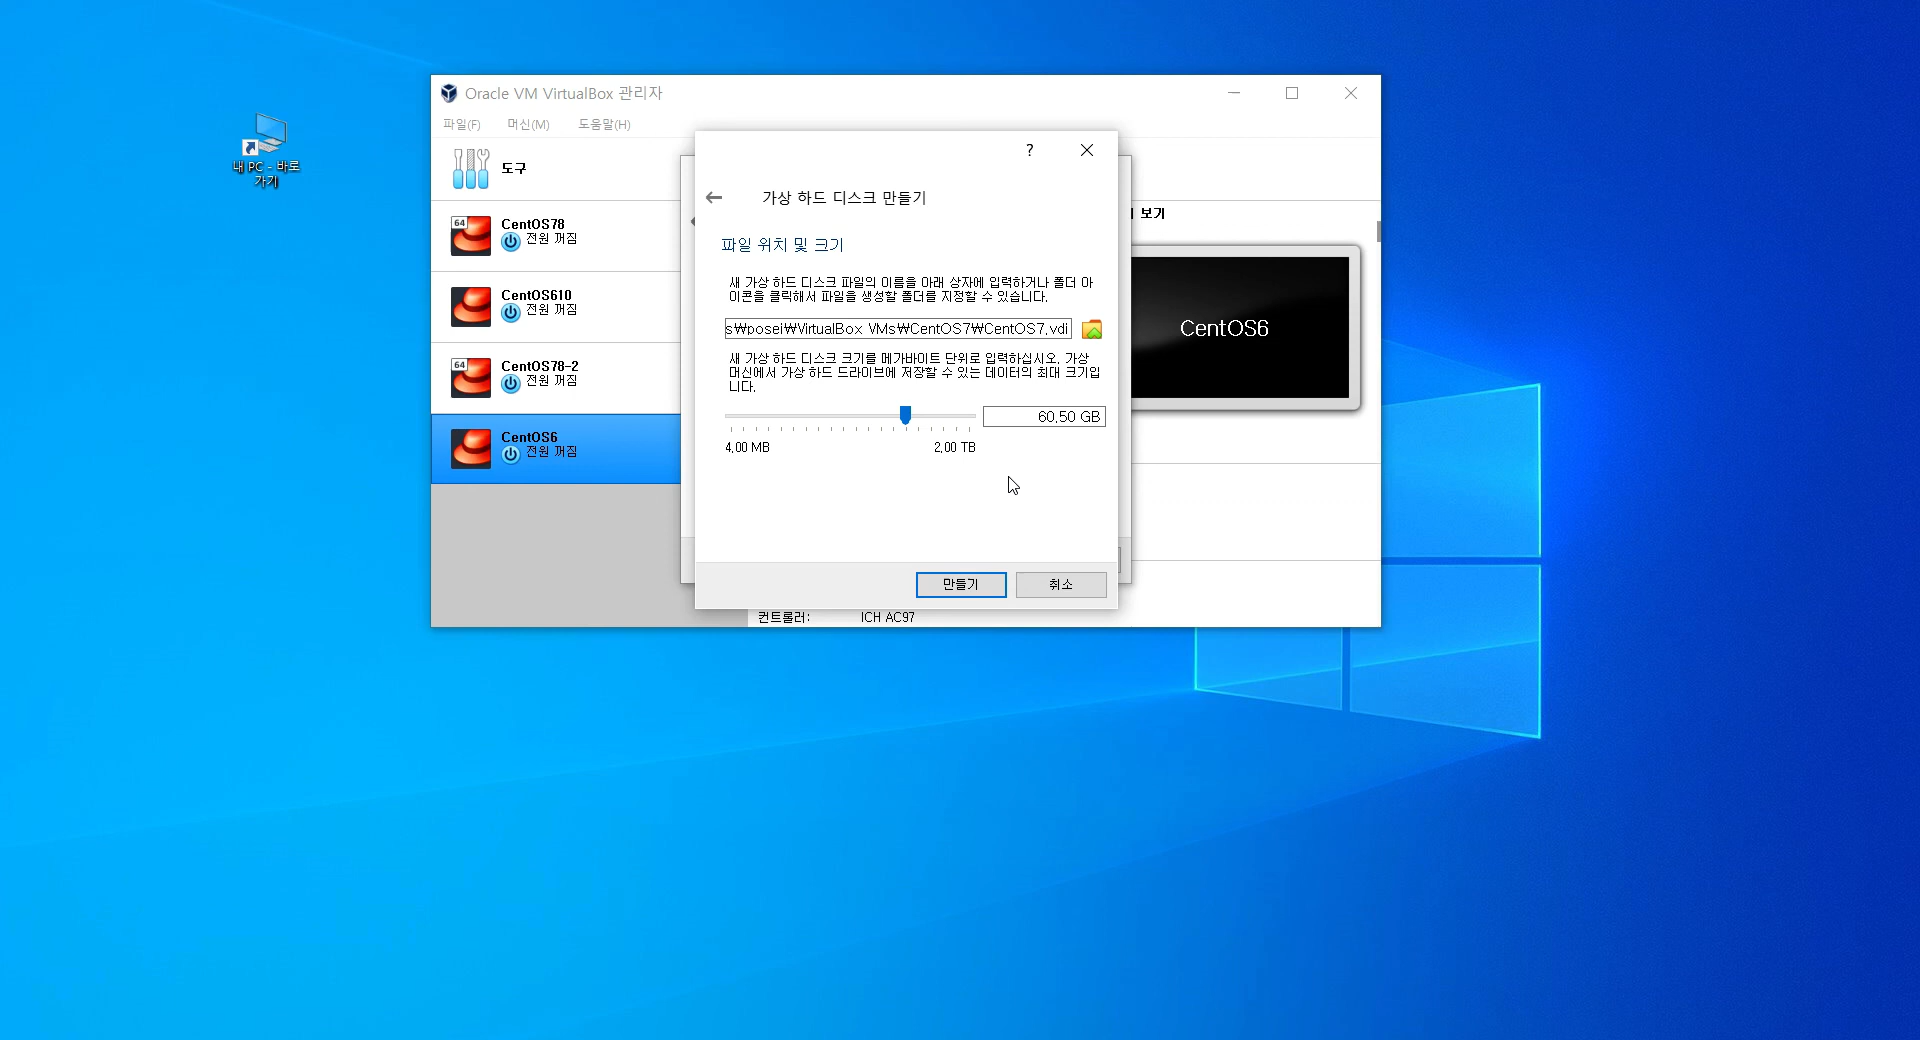 내 PC - 바로
가기
Oracle VM VirtualBox 관리자
파일(F) 머신(M) 도움말(H)
도구
64
CentOS78
전원 꺼짐
CentOS610
전원 꺼짐
64
CentOS78-2
전원 꺼짐
CentOS6
전원 꺼짐
보기
CentOS6
?
가상 하드 디스크 만들기
파일 위치 및 크기
새 가상 하드 디스크 파일의 이름을 아래 상자에 입력하거나 폴더 아
이콘을 클릭해서 파일을 생성할 폴더를 지정할 수 있습니다.
s₩posei₩VirtualBox VMs₩CentOS7₩CentOS7.vdi
새 가상 하드 디스크 크기를 메가바이트 단위로 입력하십시오. 가상
머신에서 가상 하드 드라이브에 저장할 수 있는 데이터의 최대 크기입
니다.
60.50 GB
4.00 MB 2.00 TB
만들기 취소
컨트롤러: ICH AC97